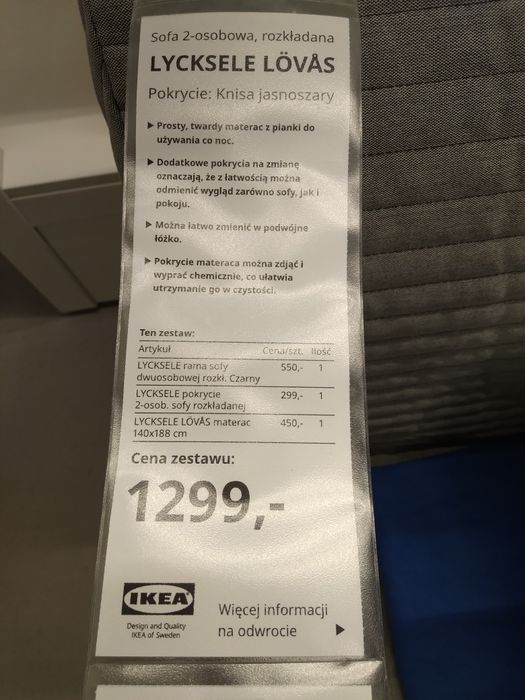 Sofa 2-osobowa, rozkładana
LYCKSELE LÖVÅS
Pokrycie: Knisa jasnoszary
▶ Prosty, twardy materac z pianki do
używania co noc.
▶ Dodatkowe pokrycia na zmianę
oznaczają, że z łatwością można
odmienić wygląd zarówno sofy, jak i
pokoju.
▶ Można łatwo zmienić w podwójne
łóżko.
▶ Pokrycie materaca można zdjąć i
wyprać chemicznie, co ułatwia
utrzymanie go w czystości.
Ten zestaw:
Artykuł Cena/szt. Ilość
LYCKSELE rama sofy 550,- 1
dwuosobowej rozkł. Czarny
LYCKSELE pokrycie 299,- 1
2-osob. sofy rozkładanej
LYCKSELE LÖVÅS materac 450,- 1
140x188 cm
Cena zestawu:
1299,-
IKEA
Design and Quality
IKEA of Sweden
Więcej informacji
na odwrocie ▶